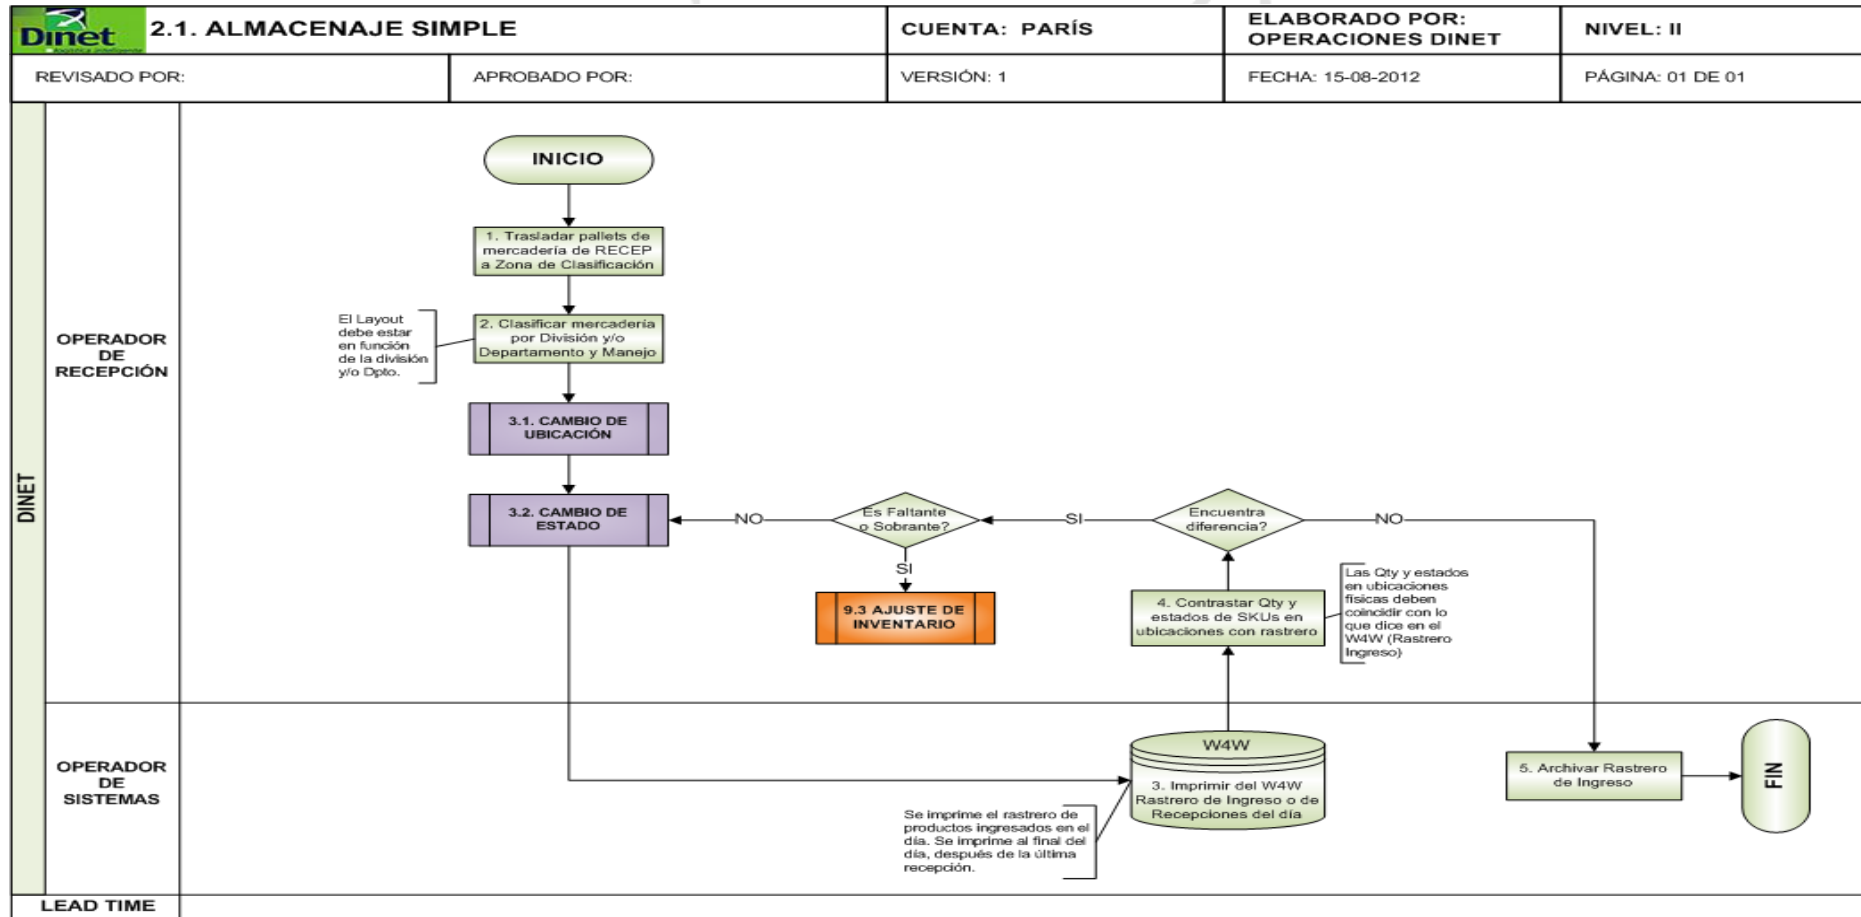 Dinet
2.1. ALMACENAJE SIMPLE
CUENTA: PARÍS
ELABORADO POR:
OPERACIONES DINET
NIVEL: II
REVISADO POR:
APROBADO POR:
VERSIÓN: 1
FECHA: 15-08-2012
PÁGINA: 01 DE 01
DINET
OPERADOR
DE
RECEPCIÓN
INICIO
1. Trasladar pallets de
mercadería de RECEP
a Zona de Clasificación
El Layout
debe estar
en función
de la división
y/o Dpto.
2. Clasificar mercadería
por División y/o
Departamento y Manejo
3.1. CAMBIO DE
UBICACIÓN
3.2. CAMBIO DE
ESTADO
NO
Es Faltante
o Sobrante?
SI
Encuentra
diferencia?
NO
SI
9.3 AJUSTE DE
INVENTARIO
4. Contrastar Qty y
estados de SKUs en
ubicaciones con rastrero
Las Qty y estados
en ubicaciones
físicas deben
coincidir con lo
que dice en el
W4W (Rastrero
Ingreso)
OPERADOR
DE
SISTEMAS
W4W
3. Imprimir del W4W
Rastrero de Ingreso o de
Recepciones del día
Se imprime el rastrero de
productos ingresados en el
día. Se imprime al final del
día, después de la última
recepción.
5. Archivar Rastrero
de Ingreso
FIN
LEAD TIME